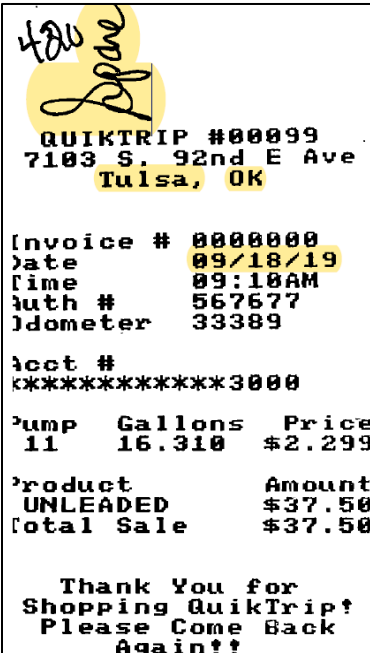 420
QUIKTRIP #00099
7103 S. 92nd E Ave
Tulsa, OK
Invoice # 0000000
Date 09/18/19
Time 09:10AM
Auth # 567677
Odometer 33389
Acct #
************3000
Pump Gallons Price
11 16.310 $2.299
Product Amount
UNLEADED $37.50
Total Sale $37.50
Thank You for
Shopping QuikTrip!
Please Come Back
Again!!